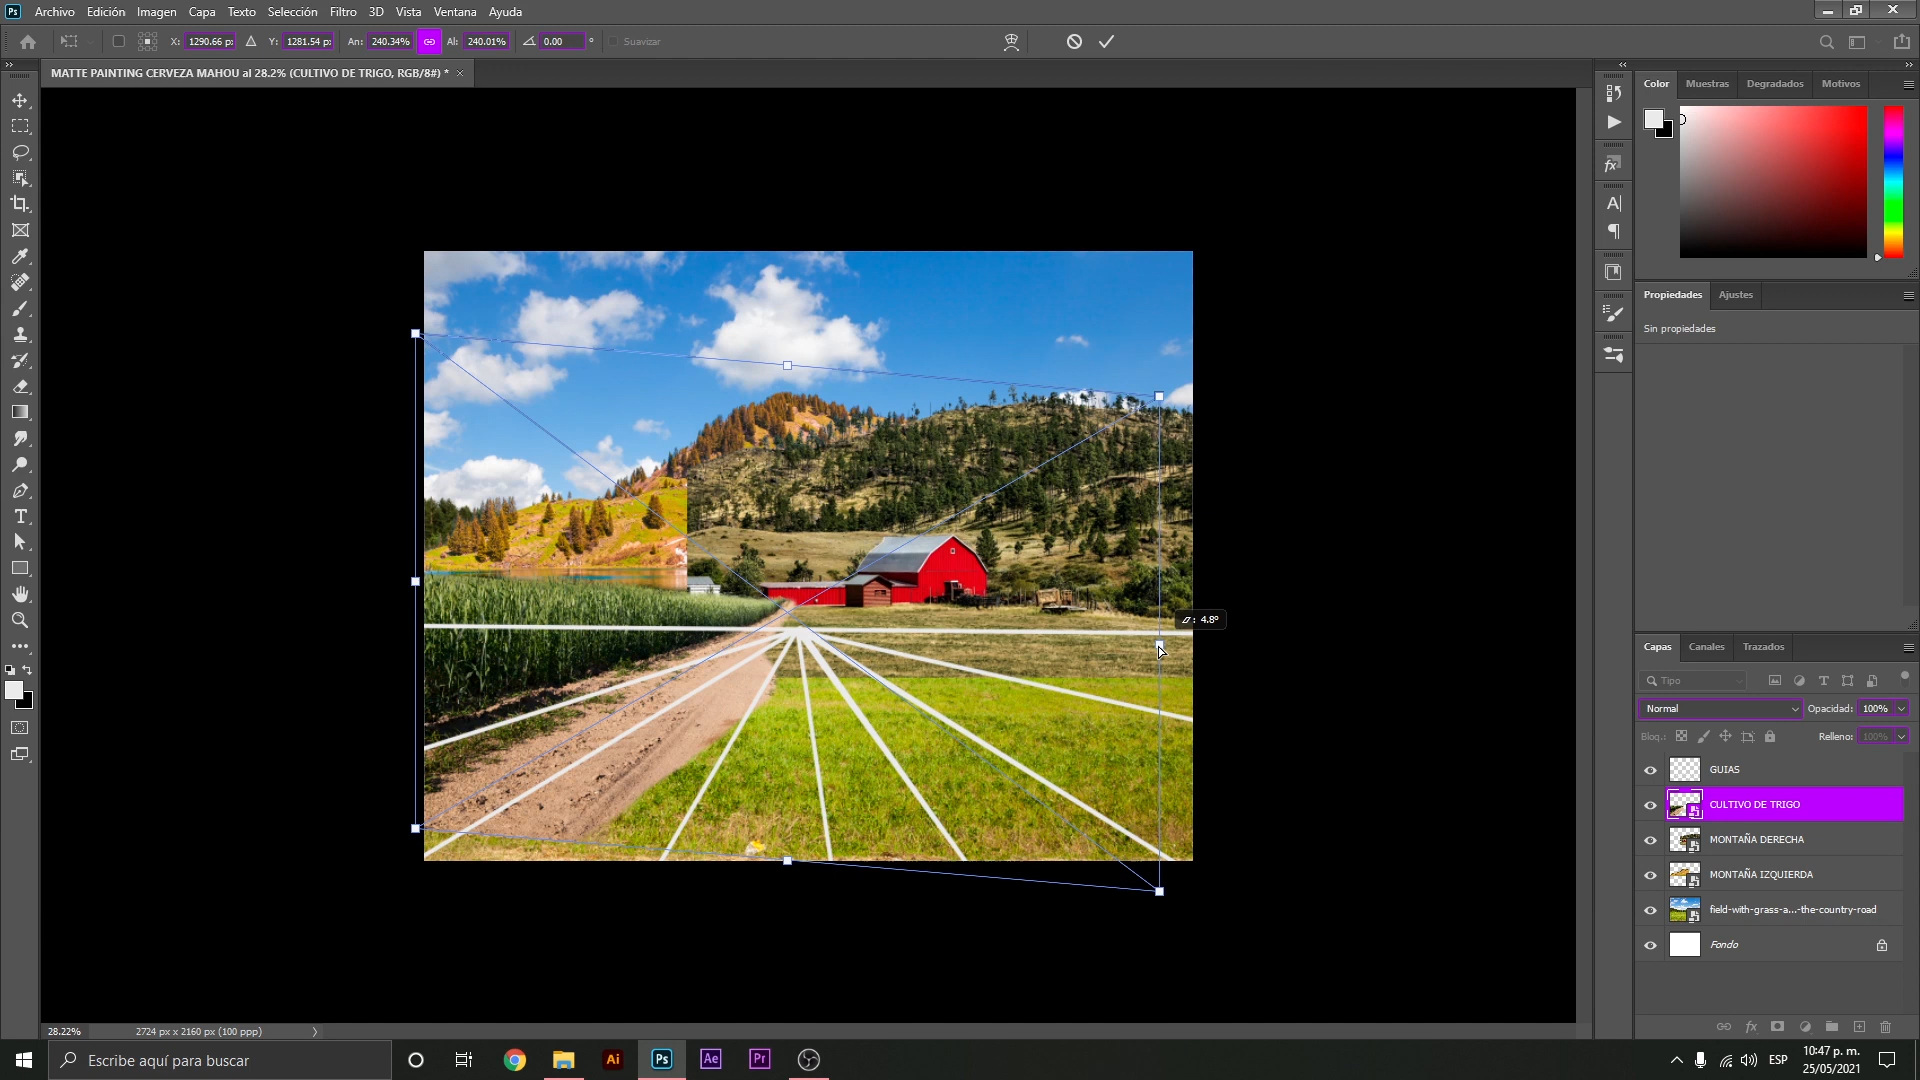 Ps Archivo Edición Imagen Capa Texto Selección Filtro 3D Vista Ventana Ayuda
X: 1290.66 p: Y: 1281.54 p: An: 240.34% Al: 240.01% 0.00 ° Suavizar
MATTE PAINTING CERVEZA MAHOU al 28.2% (CULTIVO DE TRIGO, RGB/8#) * ×
Color Muestras Degradados Motivos
Propiedades Ajustes
Sin propiedades
4.8°
Capas Canales Trazados
Tipo
Normal Opacidad: 100%
Bloq.: Relleno: 100%
GUIAS
CULTIVO DE TRIGO
MONTAÑA DERECHA
MONTAÑA IZQUIERDA
field-with-grass-a...-the-country-road
Fondo
28.22% 2724 px x 2160 px (100 ppp)
Escribe aquí para buscar
Ai Ps Ae Pr
ESP
10:47 p. m.
25/05/2021